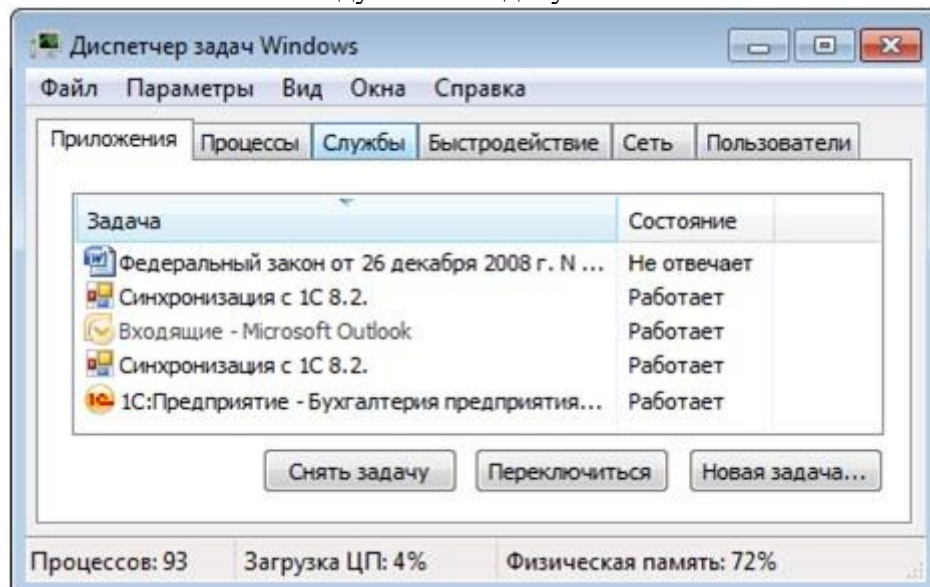 Диспетчер задач Windows
Файл Параметры Вид Окна Справка
Приложения Процессы Службы Быстродействие Сеть Пользователи
Задача Состояние
Федеральный закон от 26 декабря 2008 г. N ... Не отвечает
Синхронизация с 1С 8.2. Работает
Входящие - Microsoft Outlook Работает
Синхронизация с 1С 8.2. Работает
1С:Предприятие - Бухгалтерия предприятия... Работает
Снять задачу Переключиться Новая задача...
Процессов: 93 Загрузка ЦП: 4% Физическая память: 72%